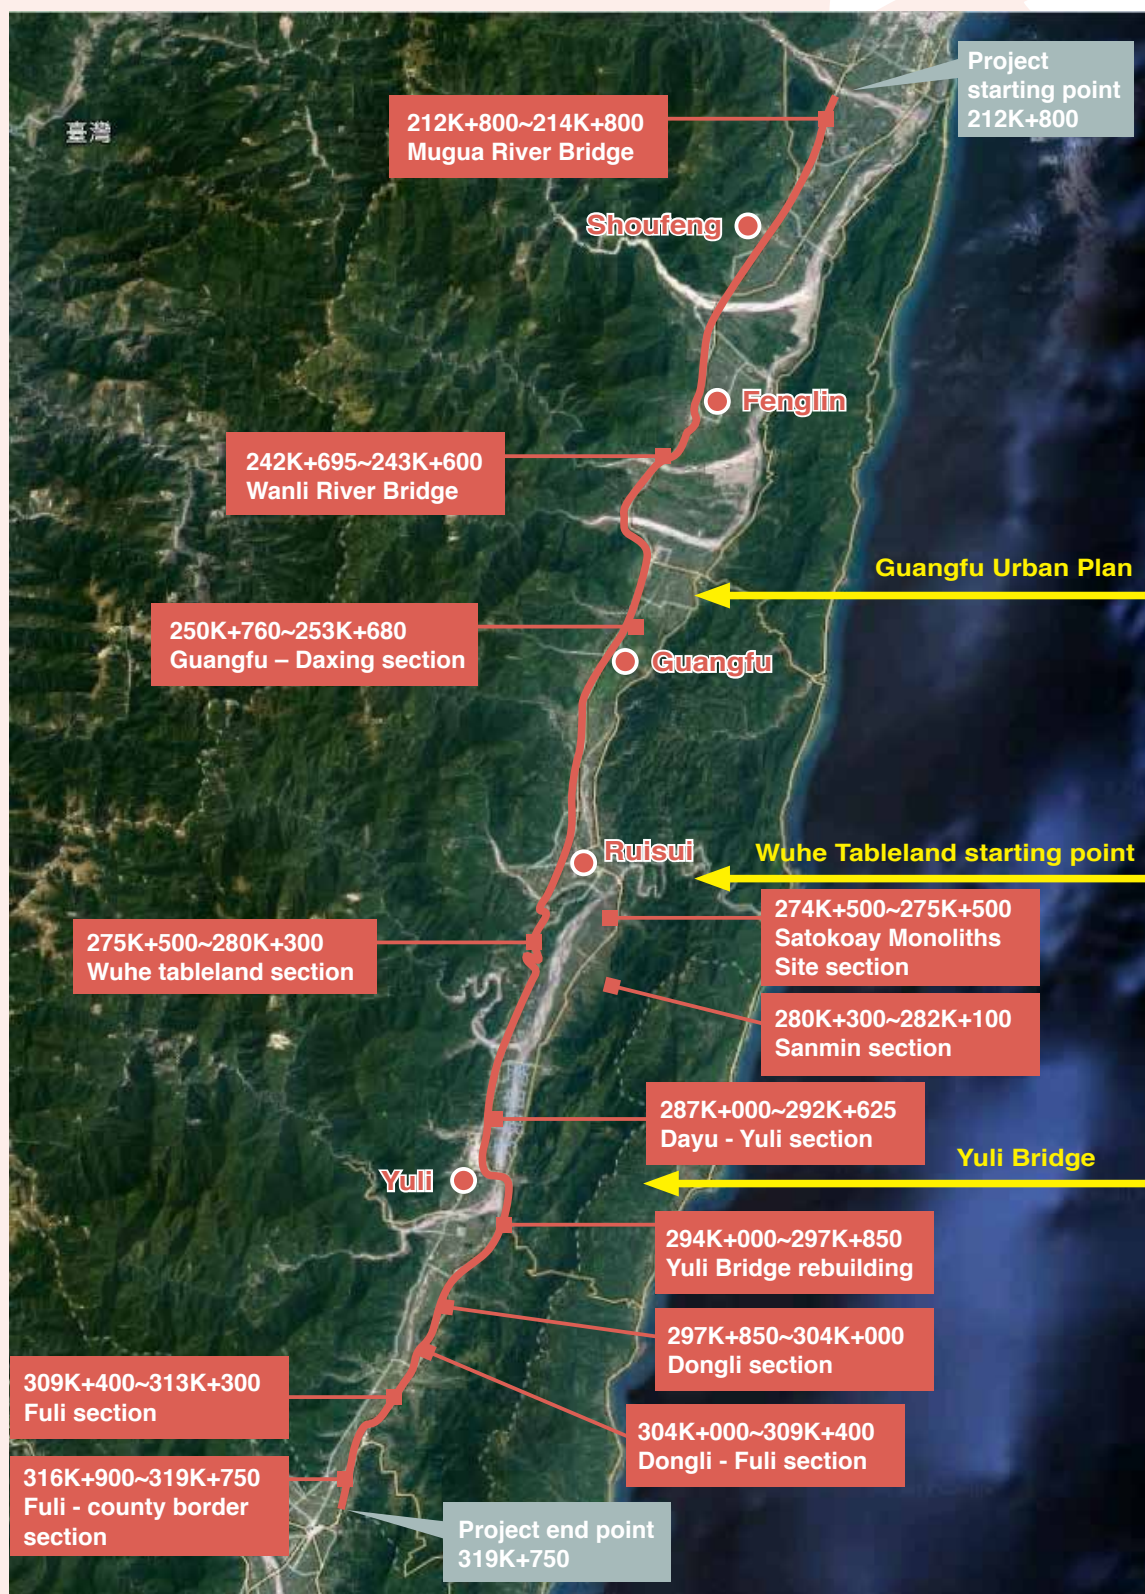 Project
starting point
212K+800
臺灣
212K+800~214K+800
Mugua River Bridge
Shoufeng
Fenglin
242K+695~243K+600
Wanli River Bridge
Guangfu Urban Plan
250K+760~253K+680
Guangfu – Daxing section
Guangfu
Ruisui
Wuhe Tableland starting point
274K+500~275K+500
Satokoay Monoliths
Site section
275K+500~280K+300
Wuhe tableland section
280K+300~282K+100
Sanmin section
287K+000~292K+625
Dayu - Yuli section
Yuli Bridge
Yuli
294K+000~297K+850
Yuli Bridge rebuilding
297K+850~304K+000
Dongli section
309K+400~313K+300
Fuli section
304K+000~309K+400
Dongli - Fuli section
316K+900~319K+750
Fuli - county border
section
Project end point
319K+750